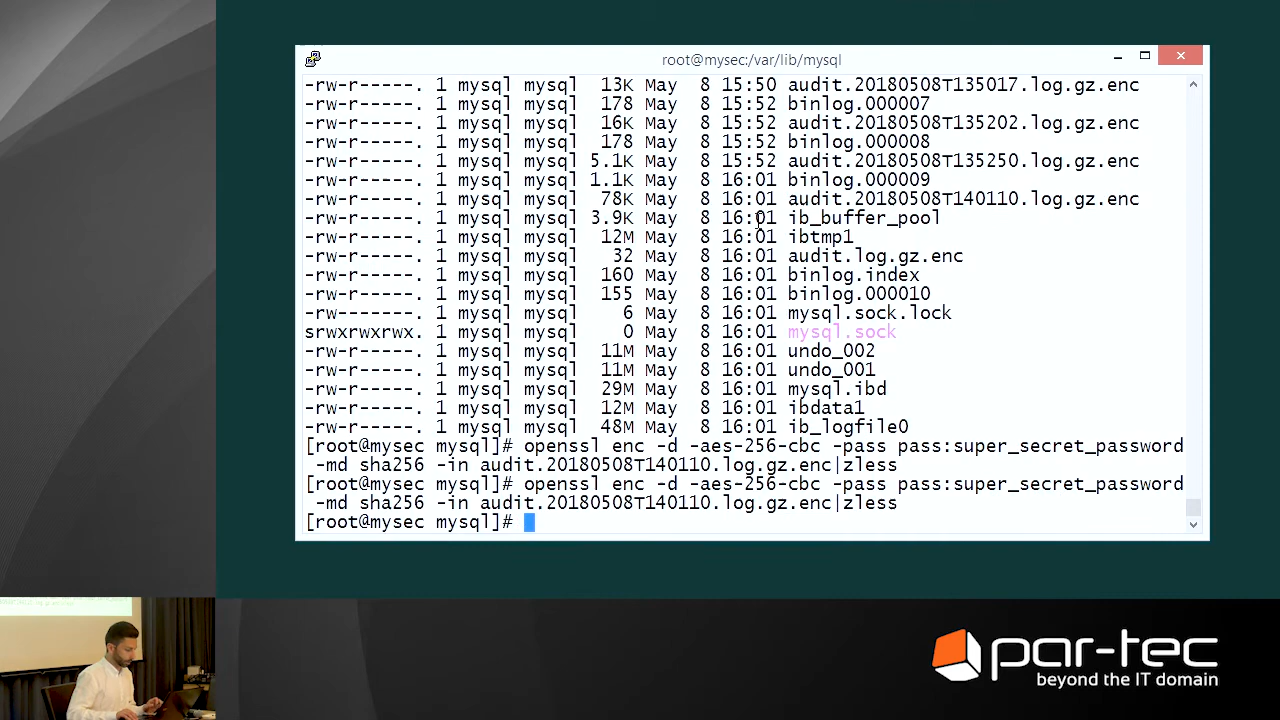 root@mysec:/var/lib/mysql
-rw-r-----. 1 mysql mysql  13K May  8 15:50 audit.20180508T135017.log.gz.enc
-rw-r-----. 1 mysql mysql  178 May  8 15:52 binlog.000007
-rw-r-----. 1 mysql mysql  16K May  8 15:52 audit.20180508T135202.log.gz.enc
-rw-r-----. 1 mysql mysql  178 May  8 15:52 binlog.000008
-rw-r-----. 1 mysql mysql 5.1K May  8 15:52 audit.20180508T135250.log.gz.enc
-rw-r-----. 1 mysql mysql 1.1K May  8 16:01 binlog.000009
-rw-r-----. 1 mysql mysql  78K May  8 16:01 audit.20180508T140110.log.gz.enc
-rw-r-----. 1 mysql mysql 3.9K May  8 16:01 ib_buffer_pool
-rw-r-----. 1 mysql mysql  12M May  8 16:01 ibtmp1
-rw-r-----. 1 mysql mysql   32 May  8 16:01 audit.log.gz.enc
-rw-r-----. 1 mysql mysql  160 May  8 16:01 binlog.index
-rw-r-----. 1 mysql mysql  155 May  8 16:01 binlog.000010
-rw-------. 1 mysql mysql    6 May  8 16:01 mysql.sock.lock
srwxrwxrwx. 1 mysql mysql    0 May  8 16:01 mysql.sock
-rw-r-----. 1 mysql mysql  11M May  8 16:01 undo_002
-rw-r-----. 1 mysql mysql  11M May  8 16:01 undo_001
-rw-r-----. 1 mysql mysql  29M May  8 16:01 mysql.ibd
-rw-r-----. 1 mysql mysql  12M May  8 16:01 ibdata1
-rw-r-----. 1 mysql mysql  48M May  8 16:01 ib_logfile0
[root@mysec mysql]# openssl enc -d -aes-256-cbc -pass pass:super_secret_password
-md sha256 -in audit.20180508T140110.log.gz.enc|zless
[root@mysec mysql]# openssl enc -d -aes-256-cbc -pass pass:super_secret_password
-md sha256 -in audit.20180508T140110.log.gz.enc|zless
[root@mysec mysql]#
par-tec
beyond the IT domain